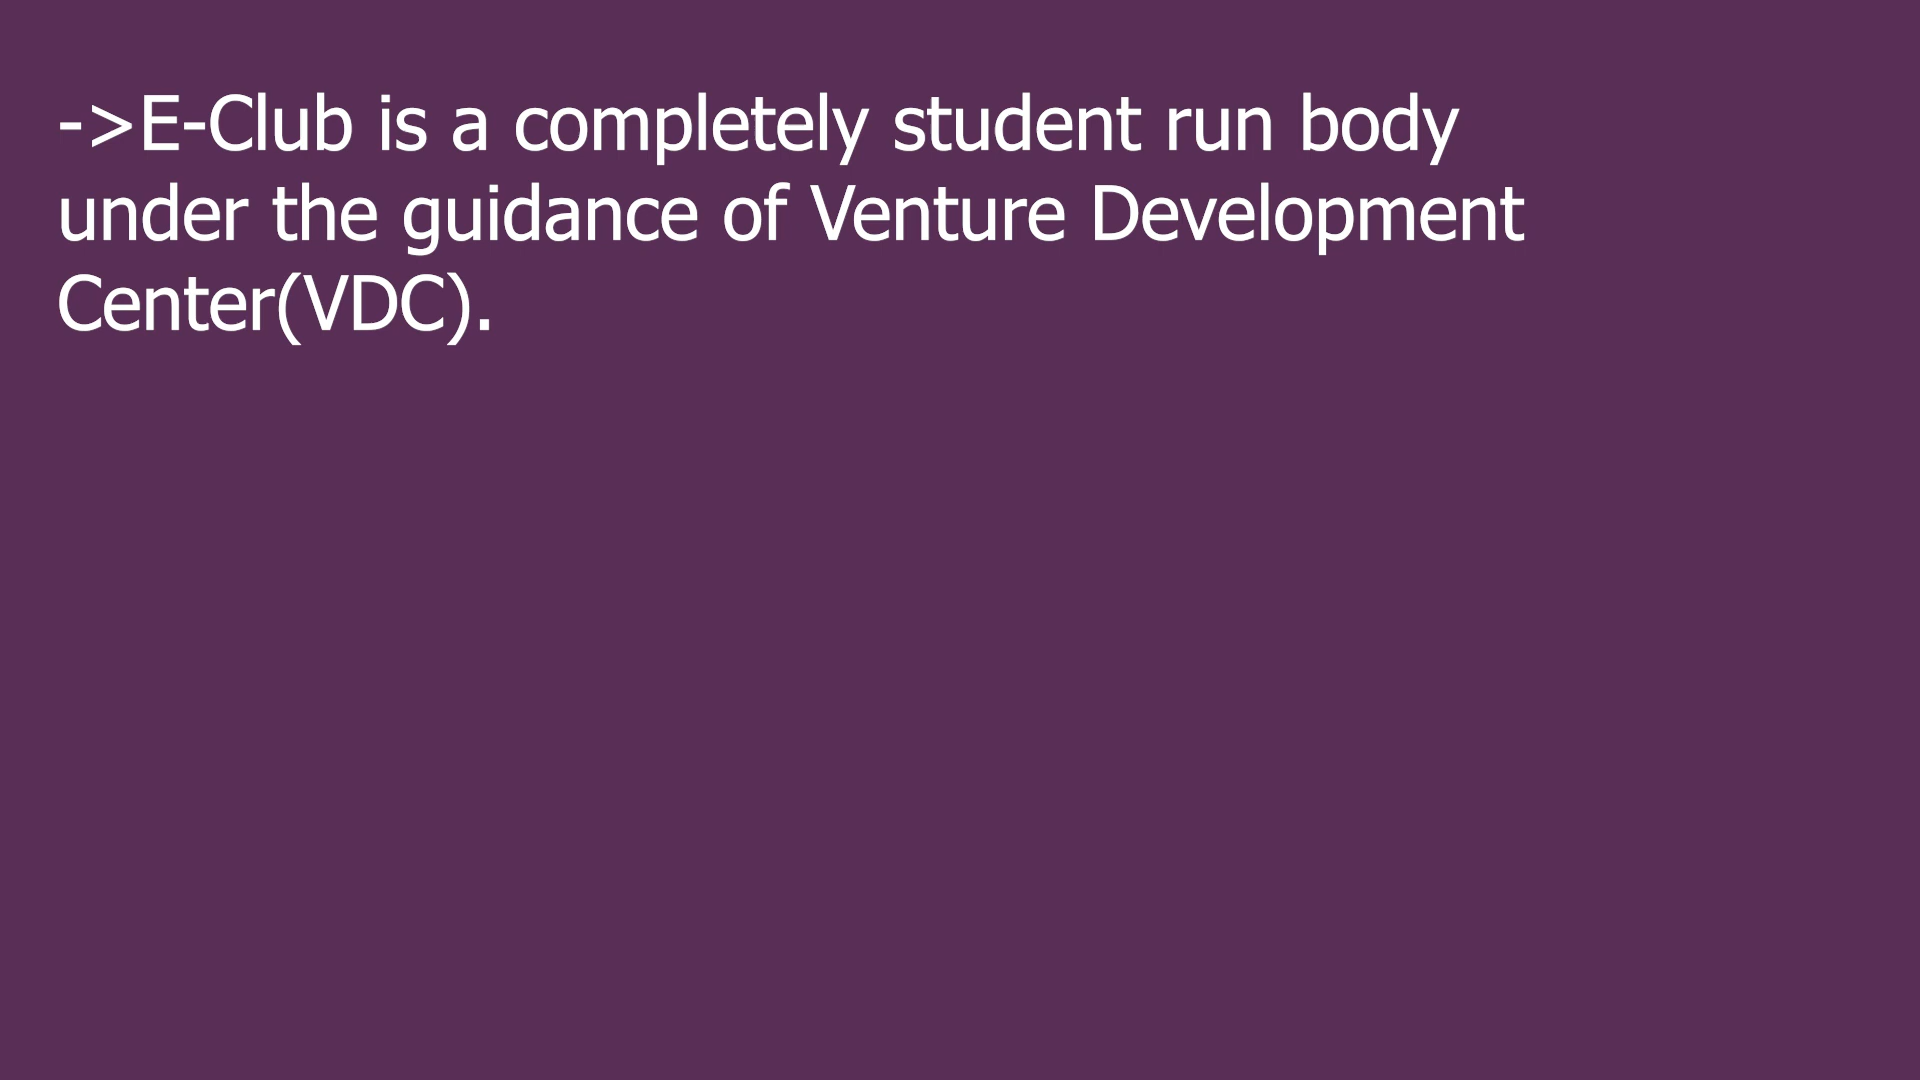 ->E-Club is a completely student run body
under the guidance of Venture Development
Center(VDC).